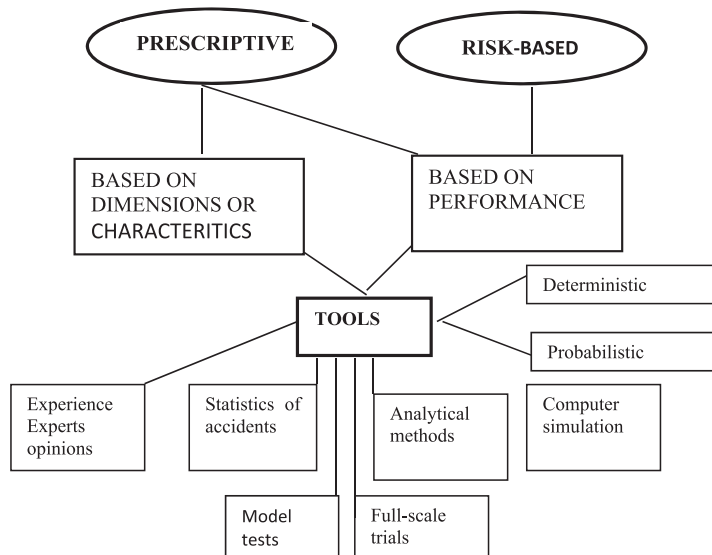 PRESCRIPTIVE
RISK-BASED
BASED ON
DIMENSIONS OR
CHARACTERITICS
BASED ON
PERFORMANCE
TOOLS
Deterministic
Probabilistic
Experience
Experts
opinions
Statistics of
accidents
Analytical
methods
Computer
simulation
Model
tests
Full-scale
trials